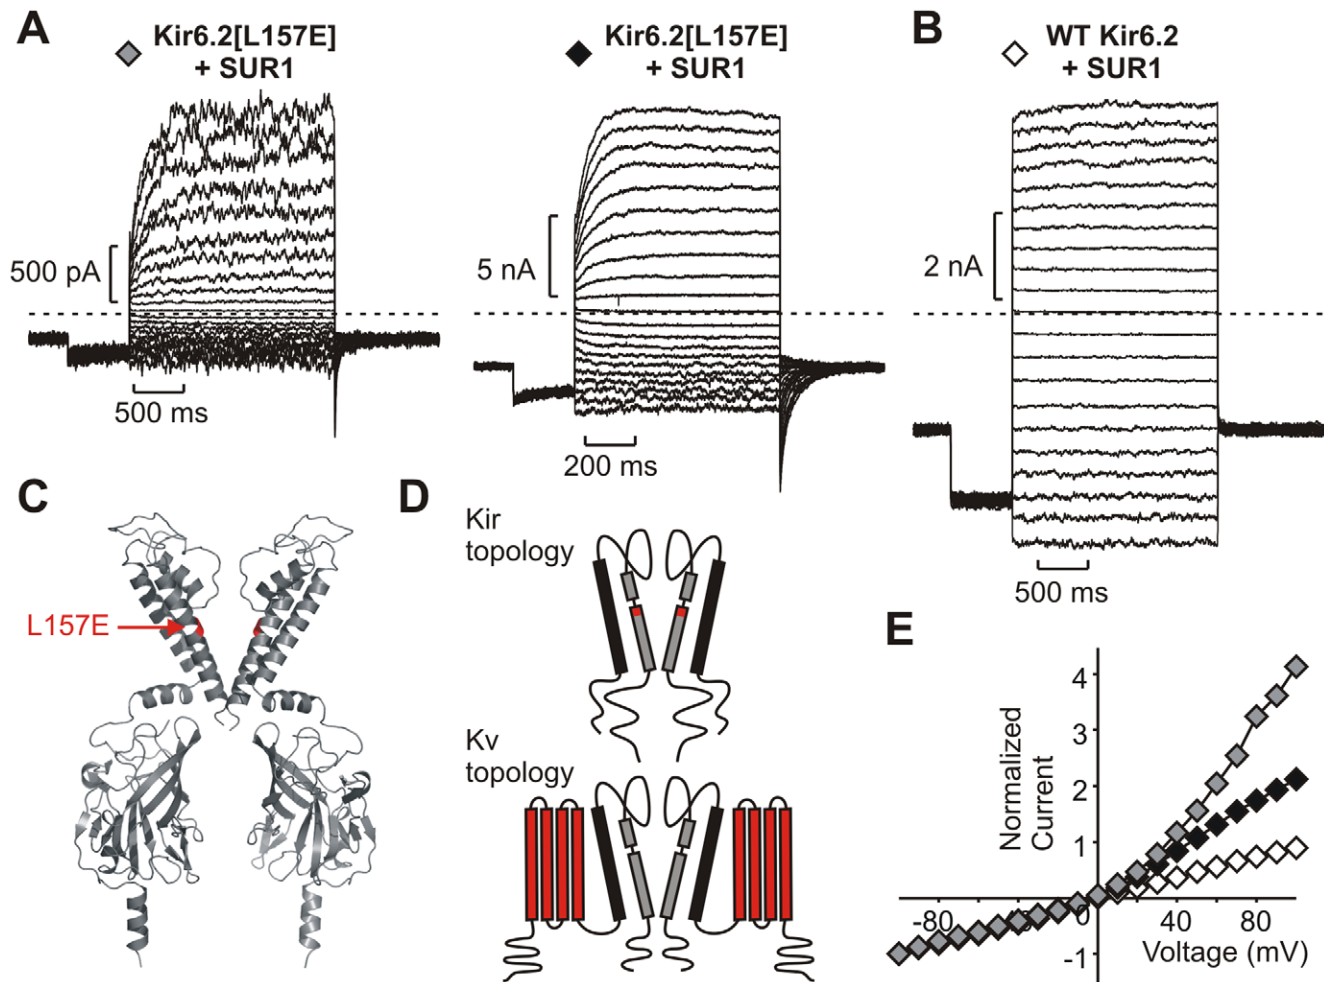 A
Kir6.2[L157E]
+ SUR1
Kir6.2[L157E]
+ SUR1
B
WT Kir6.2
+ SUR1
500 pA
5 nA
2 nA
500 ms
200 ms
500 ms
C
L157E
D
Kir
topology
Kv
topology
E
Normalized
Current
4
3
2
1
0
-1
-80
40
80
Voltage (mV)